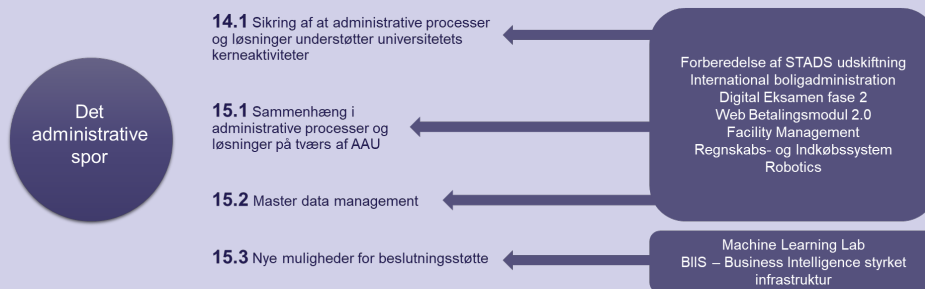 Det
administrative
spor
14.1 Sikring af at administrative processer
og løsninger understøtter universitetets
kerneaktiviteter
15.1 Sammenhæng i
administrative processer og
løsninger på tværs af AAU
15.2 Master data management
15.3 Nye muligheder for beslutningsstøtte
Forberedelse af STADS udskiftning
International boligadministration
Digital Eksamen fase 2
Web Betalingsmodul 2.0
Facility Management
Regnskabs- og Indkøbssystem
Robotics
Machine Learning Lab
BIIS – Business Intelligence styrket
infrastruktur